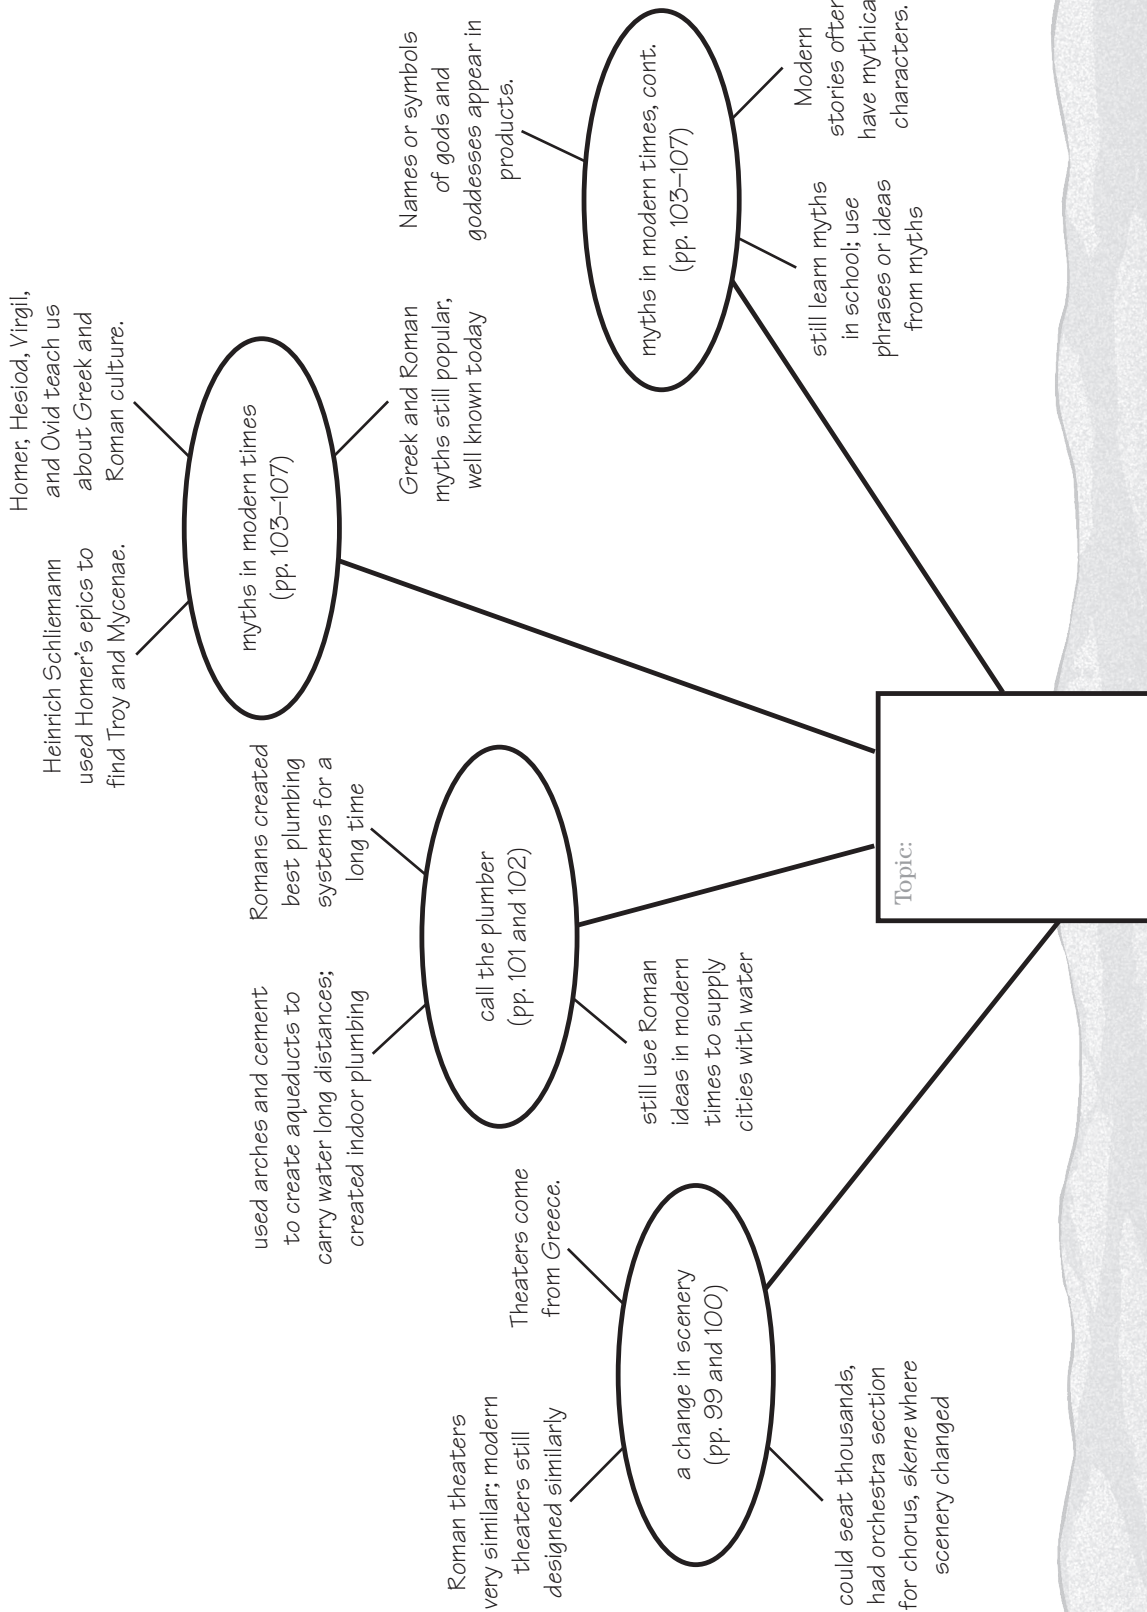 Roman theaters
very similar; modern
theaters still
designed similarly
Theaters come
from Greece.
a change in scenery
(pp. 99 and 100)
could seat thousands,
had orchestra section
for chorus, skene where
scenery changed
used arches and cement
to create aqueducts to
carry water long distances;
created indoor plumbing
Romans created
best plumbing
systems for a
long time
call the plumber
(pp. 101 and 102)
still use Roman
ideas in modern
times to supply
cities with water
Heinrich Schliemann
used Homer's epics to
find Troy and Mycenae.
Homer, Hesiod, Virgil,
and Ovid teach us
about Greek and
Roman culture.
myths in modern times
(pp. 103–107)
Greek and Roman
myths still popular,
well known today
Names or symbols
of gods and
goddesses appear in
products.
myths in modern times, cont.
(pp. 103–107)
still learn myths
in school; use
phrases or ideas
from myths
Modern
stories often
have mythical
characters.
Topic: